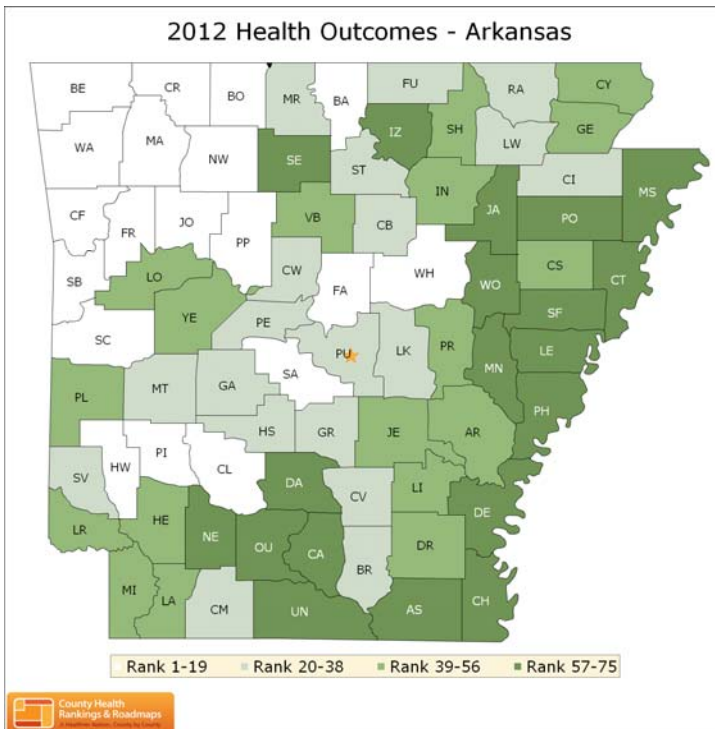 2012 Health Outcomes - Arkansas
BE CR BO MR BA FU RA CY
WA MA NW SE IZ SH LW GE
ST
CF FR JO PP VB CB IN JA CI MS
PO
SB LO CW FA WH WO CS CT
SC YE PE SF
PU LK PR MN LE
PL MT GA SA
HS GR JE AR PH
SV HW PI CL DA CV LI DE
LR HE NE OU CA DR
MI LA CM UN BR AS CH
Rank 1-19 Rank 20-38 Rank 39-56 Rank 57-75
County Health
Rankings & Roadmaps
A Healthier Nation, County by County